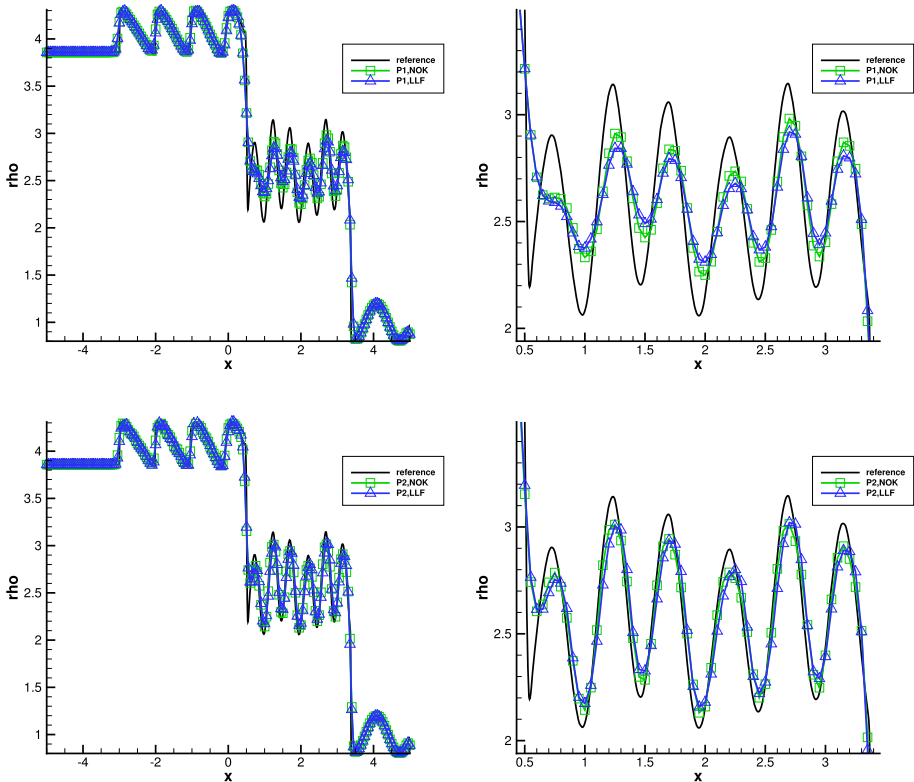 rho
4
3.5
3
2.5
2
1.5
1
-4
-2
0
2
4
x
reference
P1,NOK
P1,LLF
rho
3
2.5
2
0.5
1
1.5
2
2.5
3
x
reference
P1,NOK
P1,LLF
rho
4
3.5
3
2.5
2
1.5
1
-4
-2
0
2
4
x
reference
P2,NOK
P2,LLF
rho
3
2.5
2
0.5
1
1.5
2
2.5
3
x
reference
P2,NOK
P2,LLF